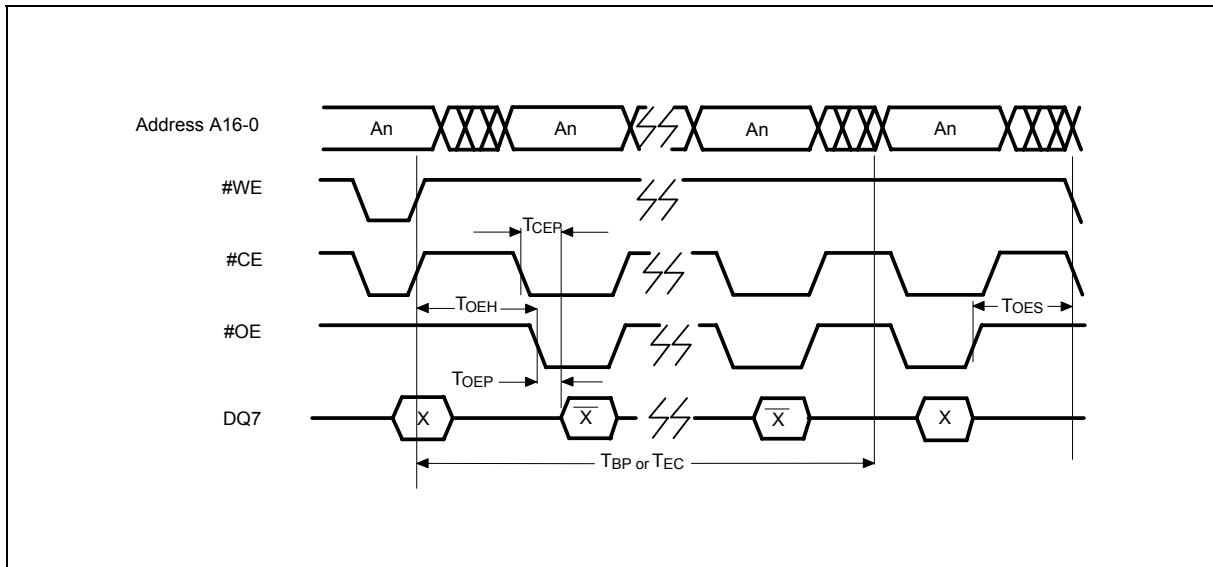 Address A16-0
An An An An
#WE
TCEP
#CE
TOEH TOES
#OE
TOEP
DQ7
X X̅ X̅ X
TBP or TEC